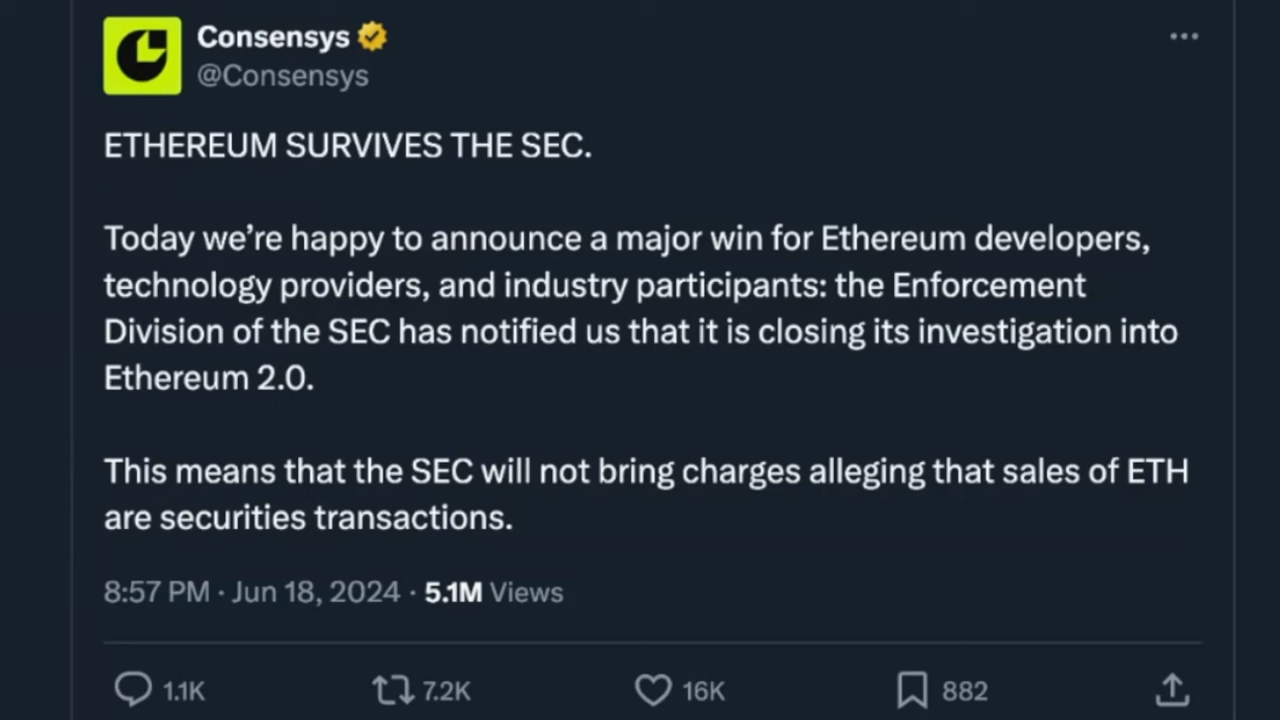 Consensys
@Consensys
ETHEREUM SURVIVES THE SEC.
Today we’re happy to announce a major win for Ethereum developers,
technology providers, and industry participants: the Enforcement
Division of the SEC has notified us that it is closing its investigation into
Ethereum 2.0.
This means that the SEC will not bring charges alleging that sales of ETH
are securities transactions.
8:57 PM · Jun 18, 2024 · 5.1M Views
1.1K 7.2K 16K 882